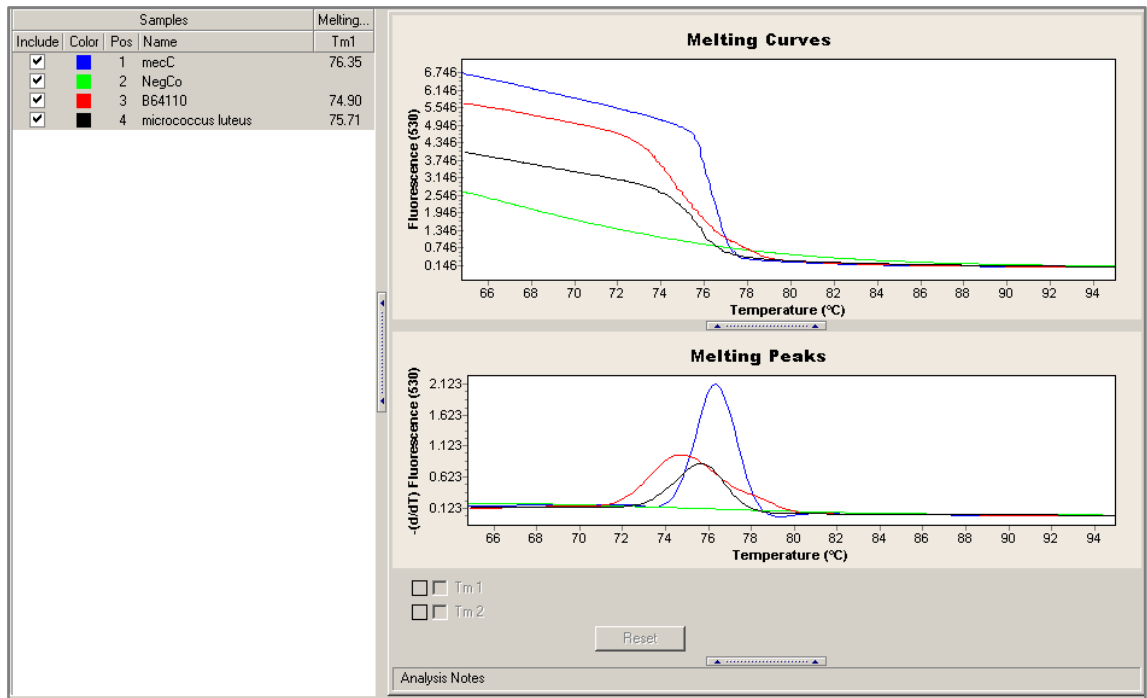 Samples Melting...
Include Color Pos Name Tm1
1 mecC 76.35
2 NegCo
3 B64110 74.90
4 micrococcus luteus 75.71
Melting Curves
Fluorescence (530)
6.746
6.146
5.546
4.946
4.346
3.746
3.146
2.546
1.946
1.346
0.746
0.146
66 68 70 72 74 76 78 80 82 84 86 88 90 92 94
Temperature (°C)
Melting Peaks
-(d/dT) Fluorescence (530)
2.123
1.623
1.123
0.623
0.123
66 68 70 72 74 76 78 80 82 84 86 88 90 92 94
Temperature (°C)
Tm 1
Tm 2
Reset
Analysis Notes